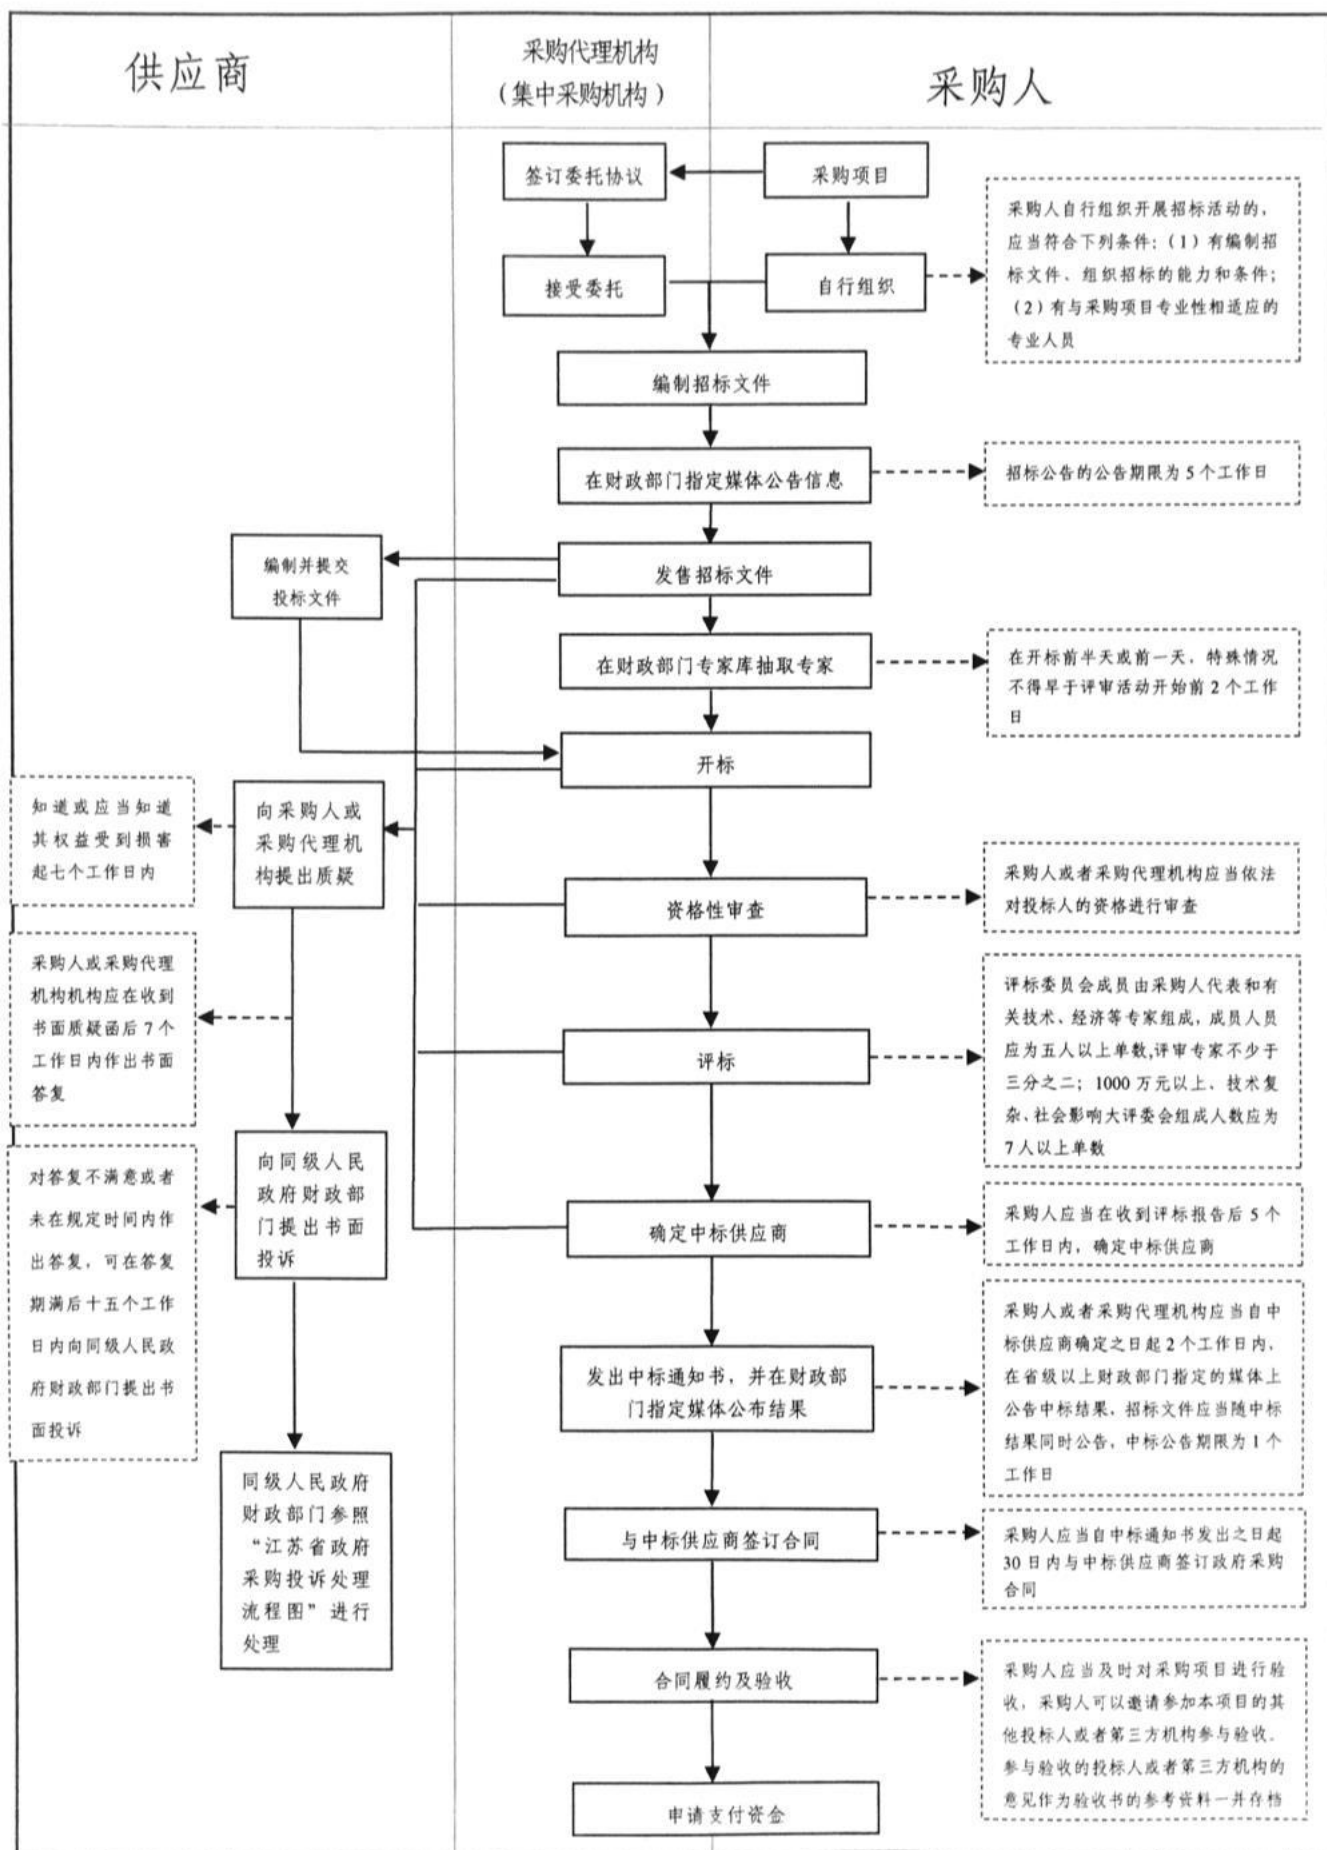 供应商
采购代理机构
（集中采购机构）
采购人
签订委托协议
采购项目
接受委托
自行组织
采购人自行组织开展招标活动的，
应当符合下列条件：（1）有编制招
标文件、组织招标的能力和条件；
（2）有与采购项目专业性相适应的
专业人员
编制招标文件
在财政部门指定媒体公告信息
招标公告的公告期限为 5 个工作日
编制并提交
投标文件
发售招标文件
在财政部门专家库抽取专家
在开标前半天或前一天，特殊情况
不得早于评审活动开始前 2 个工作
日
开标
知道或应当知道
其权益受到损害
起七个工作日内
向采购人或
采购代理机
构提出质疑
资格性审查
采购人或者采购代理机构应当依法
对投标人的资格进行审查
采购人或采购代理
机构机构应在收到
书面质疑函后 7 个
工作日内作出书面
答复
评标
评标委员会成员由采购人代表和有
关技术、经济等专家组成，成员人员
应为五人以上单数,评审专家不少于
三分之二；1000 万元以上、技术复
杂、社会影响大评委会组成人数应为
7 人以上单数
向同级人民
政府财政部
门提出书面
投诉
对答复不满意或者
未在规定时间内作
出答复，可在答复
期满后十五个工作
日内向同级人民政
府财政部门提出书
面投诉
确定中标供应商
采购人应当在收到评标报告后 5 个
工作日内，确定中标供应商
发出中标通知书，并在财政部
门指定媒体公布结果
采购人或者采购代理机构应当自中
标供应商确定之日起 2 个工作日内，
在省级以上财政部门指定的媒体上
公告中标结果，招标文件应当随中标
结果同时公告，中标公告期限为 1 个
工作日
同级人民政府
财政部门参照
“江苏省政府
采购投诉处理
流程图”进行
处理
与中标供应商签订合同
采购人应当自中标通知书发出之日起
30 日内与中标供应商签订政府采购
合同
合同履约及验收
采购人应当及时对采购项目进行验
收，采购人可以邀请参加本项目的其
他投标人或者第三方机构参与验收。
参与验收的投标人或者第三方机构的
意见作为验收书的参考资料一并存档
申请支付资金